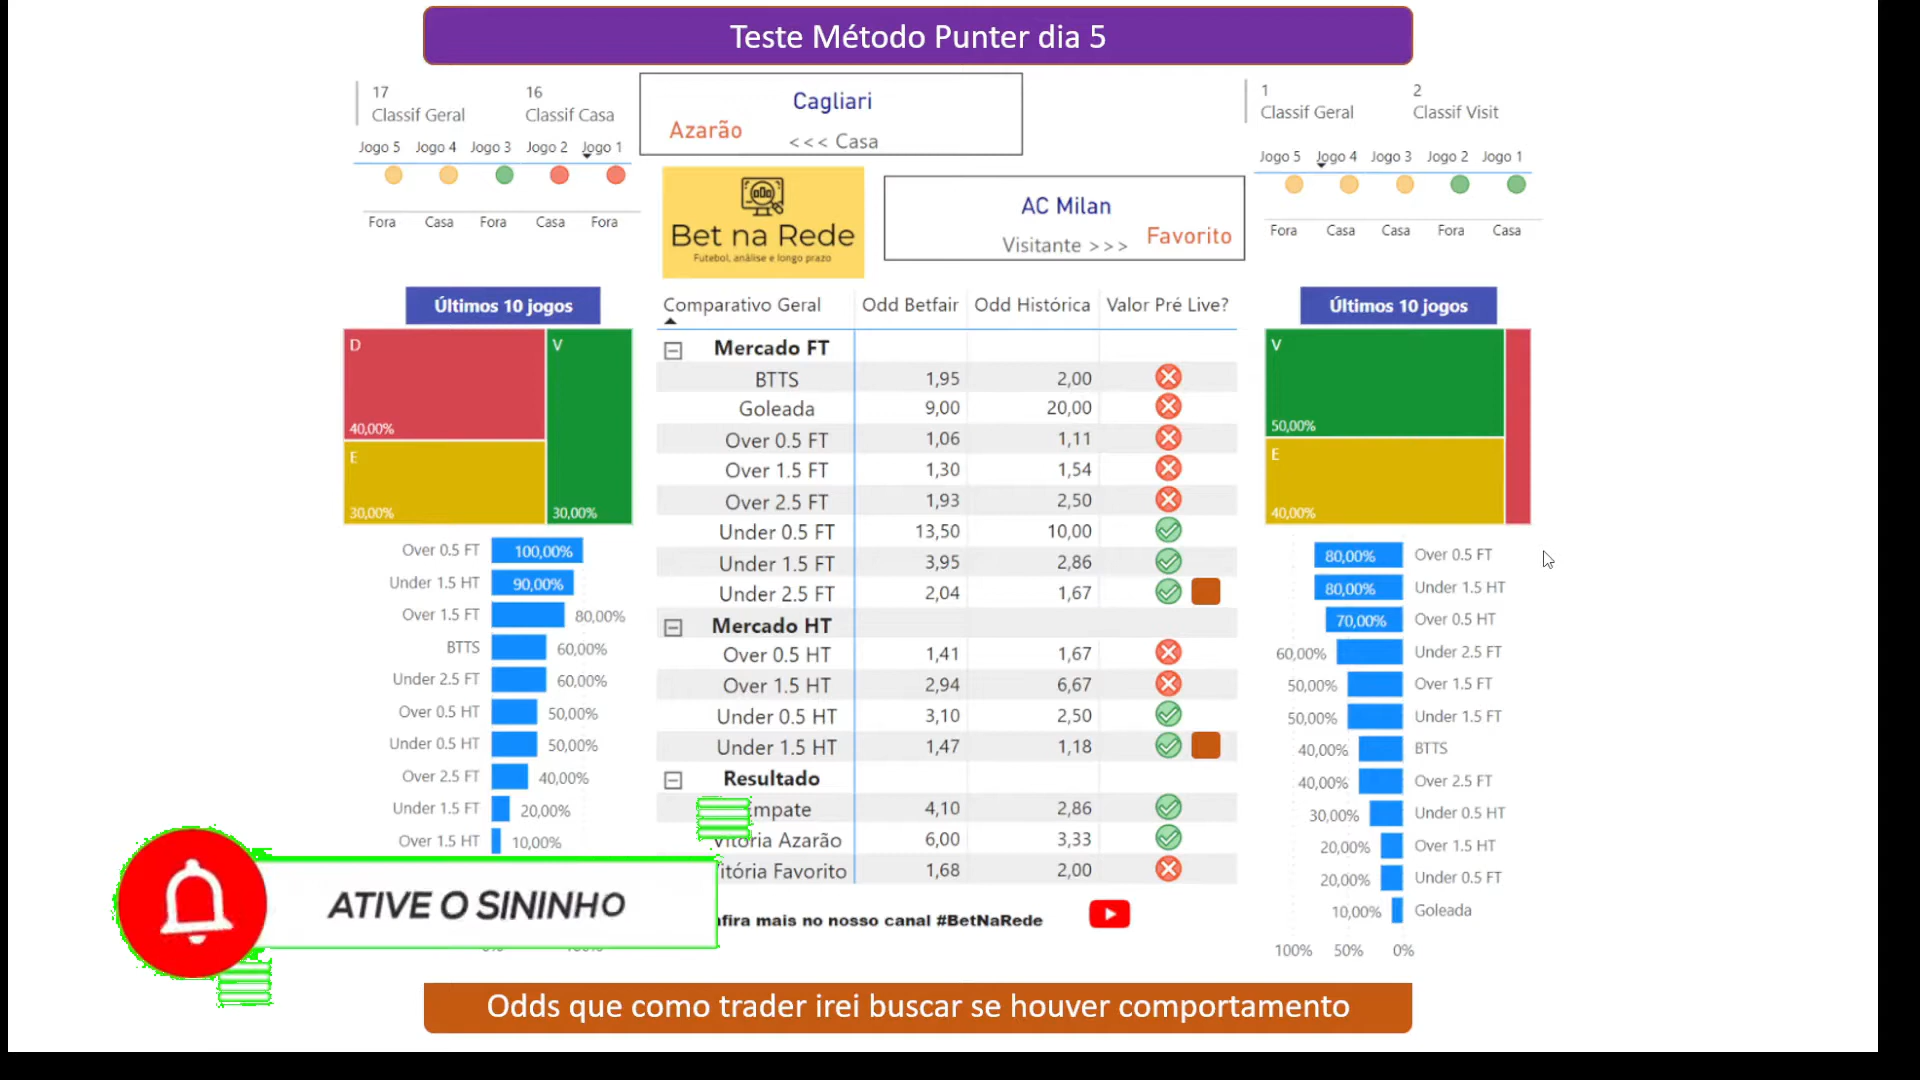 Teste Método Punter dia 5
17
Classif Geral
16
Classif Casa
Jogo 5 Jogo 4 Jogo 3 Jogo 2 Jogo 1
Fora Casa Fora Casa Fora
Cagliari
Azarão
<<< Casa
1
Classif Geral
2
Classif Visit
Jogo 5 Jogo 4 Jogo 3 Jogo 2 Jogo 1
Fora Casa Casa Fora Casa
Bet na Rede
Futebol, análise e longo prazo
AC Milan
Visitante >>>
Favorito
Últimos 10 jogos
D
40,00%
E
30,00%
V
30,00%
Over 0.5 FT 100,00%
Under 1.5 HT 90,00%
Over 1.5 FT 80,00%
BTTS 60,00%
Under 2.5 FT 60,00%
Over 0.5 HT 50,00%
Under 0.5 HT 50,00%
Over 2.5 FT 40,00%
Under 1.5 FT 20,00%
Over 1.5 HT 10,00%
Comparativo Geral Odd Betfair Odd Histórica Valor Pré Live?
Mercado FT
BTTS 1,95 2,00
Goleada 9,00 20,00
Over 0.5 FT 1,06 1,11
Over 1.5 FT 1,30 1,54
Over 2.5 FT 1,93 2,50
Under 0.5 FT 13,50 10,00
Under 1.5 FT 3,95 2,86
Under 2.5 FT 2,04 1,67
Mercado HT
Over 0.5 HT 1,41 1,67
Over 1.5 HT 2,94 6,67
Under 0.5 HT 3,10 2,50
Under 1.5 HT 1,47 1,18
Resultado
mpate 4,10 2,86
Vitória Azarão 6,00 3,33
itória Favorito 1,68 2,00
nfira mais no nosso canal #BetNaRede
Últimos 10 jogos
V
50,00%
E
40,00%
80,00% Over 0.5 FT
80,00% Under 1.5 HT
70,00% Over 0.5 HT
60,00% Under 2.5 FT
50,00% Over 1.5 FT
50,00% Under 1.5 FT
40,00% BTTS
40,00% Over 2.5 FT
30,00% Under 0.5 HT
20,00% Over 1.5 HT
20,00% Under 0.5 FT
10,00% Goleada
100% 50% 0%
ATIVE O SININHO
Odds que como trader irei buscar se houver comportamento